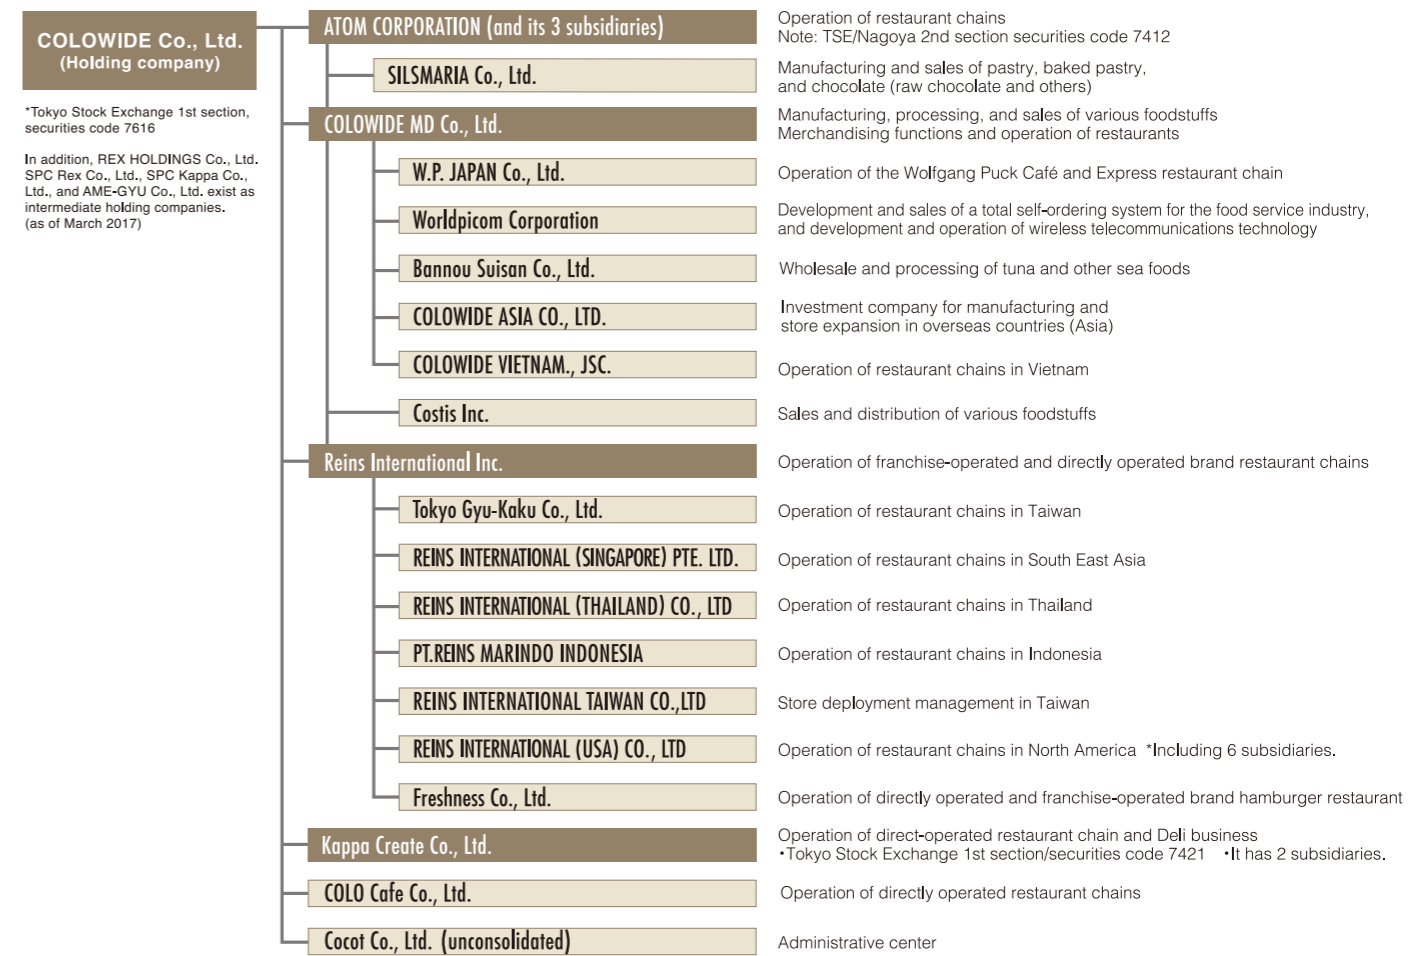 COLOWIDE Co., Ltd.
(Holding company)
*Tokyo Stock Exchange 1st section,
securities code 7616
In addition, REX HOLDINGS Co., Ltd.
SPC Rex Co., Ltd., SPC Kappa Co.,
Ltd., and AME-GYU Co., Ltd. exist as
intermediate holding companies.
(as of March 2017)
ATOM CORPORATION (and its 3 subsidiaries)
Operation of restaurant chains
Note: TSE/Nagoya 2nd section securities code 7412
SILSMARIA Co., Ltd.
Manufacturing and sales of pastry, baked pastry,
and chocolate (raw chocolate and others)
COLOWIDE MD Co., Ltd.
Manufacturing, processing, and sales of various foodstuffs
Merchandising functions and operation of restaurants
W.P. JAPAN Co., Ltd.
Operation of the Wolfgang Puck Café and Express restaurant chain
Worldpicom Corporation
Development and sales of a total self-ordering system for the food service industry,
and development and operation of wireless telecommunications technology
Bannou Suisan Co., Ltd.
Wholesale and processing of tuna and other sea foods
COLOWIDE ASIA CO., LTD.
Investment company for manufacturing and
store expansion in overseas countries (Asia)
COLOWIDE VIETNAM., JSC.
Operation of restaurant chains in Vietnam
Costis Inc.
Sales and distribution of various foodstuffs
Reins International Inc.
Operation of franchise-operated and directly operated brand restaurant chains
Tokyo Gyu-Kaku Co., Ltd.
Operation of restaurant chains in Taiwan
REINS INTERNATIONAL (SINGAPORE) PTE. LTD.
Operation of restaurant chains in South East Asia
REINS INTERNATIONAL (THAILAND) CO., LTD
Operation of restaurant chains in Thailand
PT.REINS MARINDO INDONESIA
Operation of restaurant chains in Indonesia
REINS INTERNATIONAL TAIWAN CO.,LTD
Store deployment management in Taiwan
REINS INTERNATIONAL (USA) CO., LTD
Operation of restaurant chains in North America *Including 6 subsidiaries.
Freshness Co., Ltd.
Operation of directly operated and franchise-operated brand hamburger restaurant
Kappa Create Co., Ltd.
Operation of direct-operated restaurant chain and Deli business
•Tokyo Stock Exchange 1st section/securities code 7421 •It has 2 subsidiaries.
COLO Cafe Co., Ltd.
Operation of directly operated restaurant chains
Cocot Co., Ltd. (unconsolidated)
Administrative center